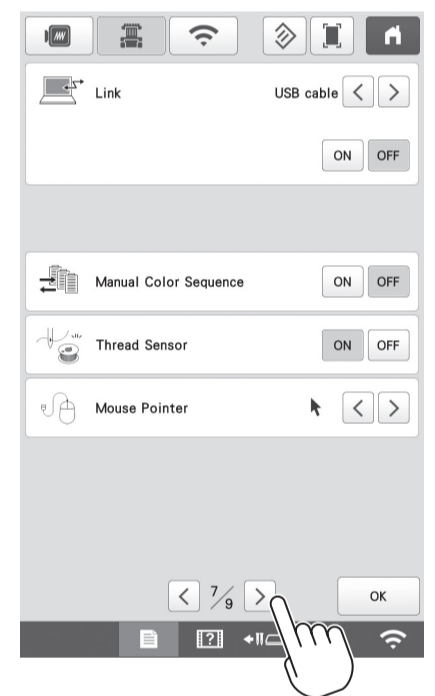 Link USB cable
ON OFF
Manual Color Sequence ON OFF
Thread Sensor ON OFF
Mouse Pointer
7/9 OK